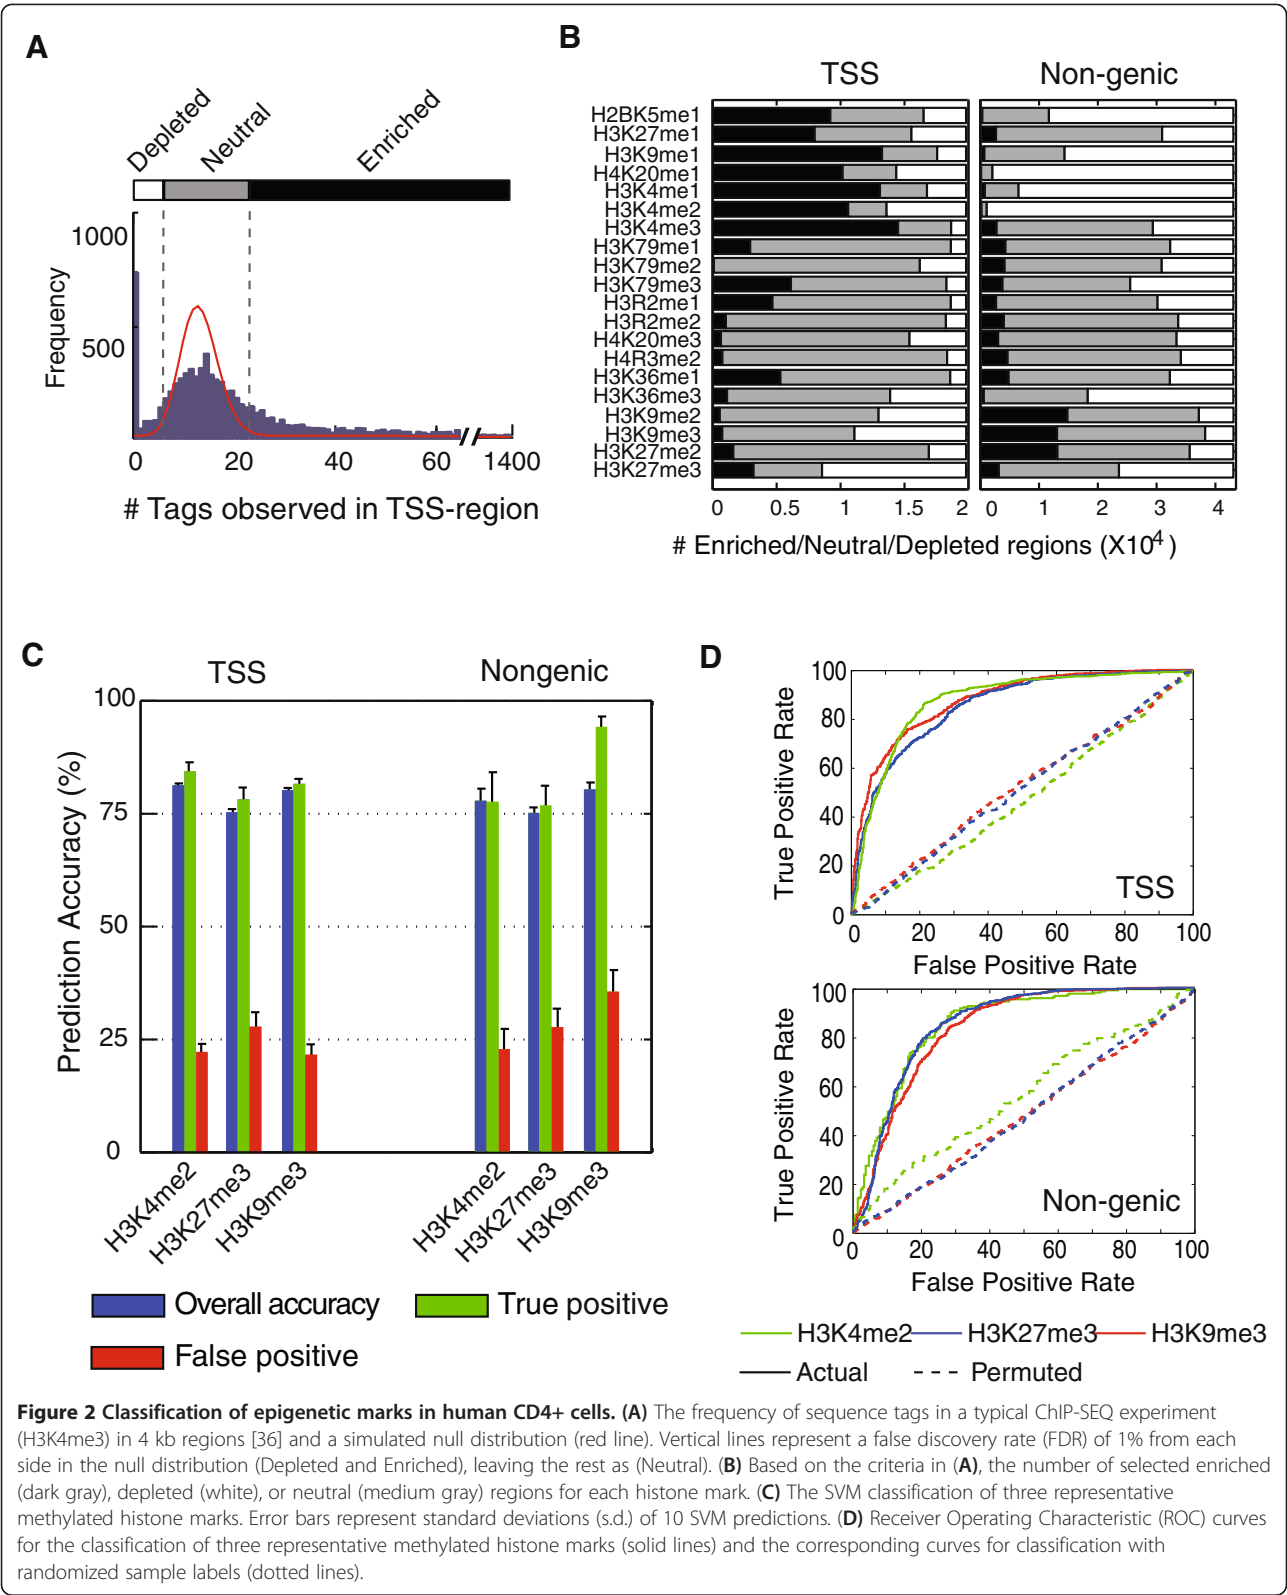 A
Depleted
Neutral
Enriched
1000
500
Frequency
0 20 40 60 1400
# Tags observed in TSS-region
B
TSS Non-genic
H2BK5me1
H3K27me1
H3K9me1
H4K20me1
H3K4me1
H3K4me2
H3K4me3
H3K79me1
H3K79me2
H3K79me3
H3R2me1
H3R2me2
H4K20me3
H4R3me2
H3K36me1
H3K36me3
H3K9me2
H3K9me3
H3K27me2
H3K27me3
0 0.5 1 1.5 2 0 1 2 3 4
# Enriched/Neutral/Depleted regions (X10⁴)
C
TSS Nongenic
100
75
50
25
0
Prediction Accuracy (%)
H3K4me2 H3K27me3 H3K9me3 H3K4me2 H3K27me3 H3K9me3
Overall accuracy True positive
False positive
D
100
80
60
40
20
0
True Positive Rate
TSS
0 20 40 60 80 100
False Positive Rate
100
80
60
40
20
0
True Positive Rate
Non-genic
0 20 40 60 80 100
False Positive Rate
H3K4me2 H3K27me3 H3K9me3
Actual Permuted
Figure 2 Classification of epigenetic marks in human CD4+ cells. (A) The frequency of sequence tags in a typical ChIP-SEQ experiment
(H3K4me3) in 4 kb regions [36] and a simulated null distribution (red line). Vertical lines represent a false discovery rate (FDR) of 1% from each
side in the null distribution (Depleted and Enriched), leaving the rest as (Neutral). (B) Based on the criteria in (A), the number of selected enriched
(dark gray), depleted (white), or neutral (medium gray) regions for each histone mark. (C) The SVM classification of three representative
methylated histone marks. Error bars represent standard deviations (s.d.) of 10 SVM predictions. (D) Receiver Operating Characteristic (ROC) curves
for the classification of three representative methylated histone marks (solid lines) and the corresponding curves for classification with
randomized sample labels (dotted lines).